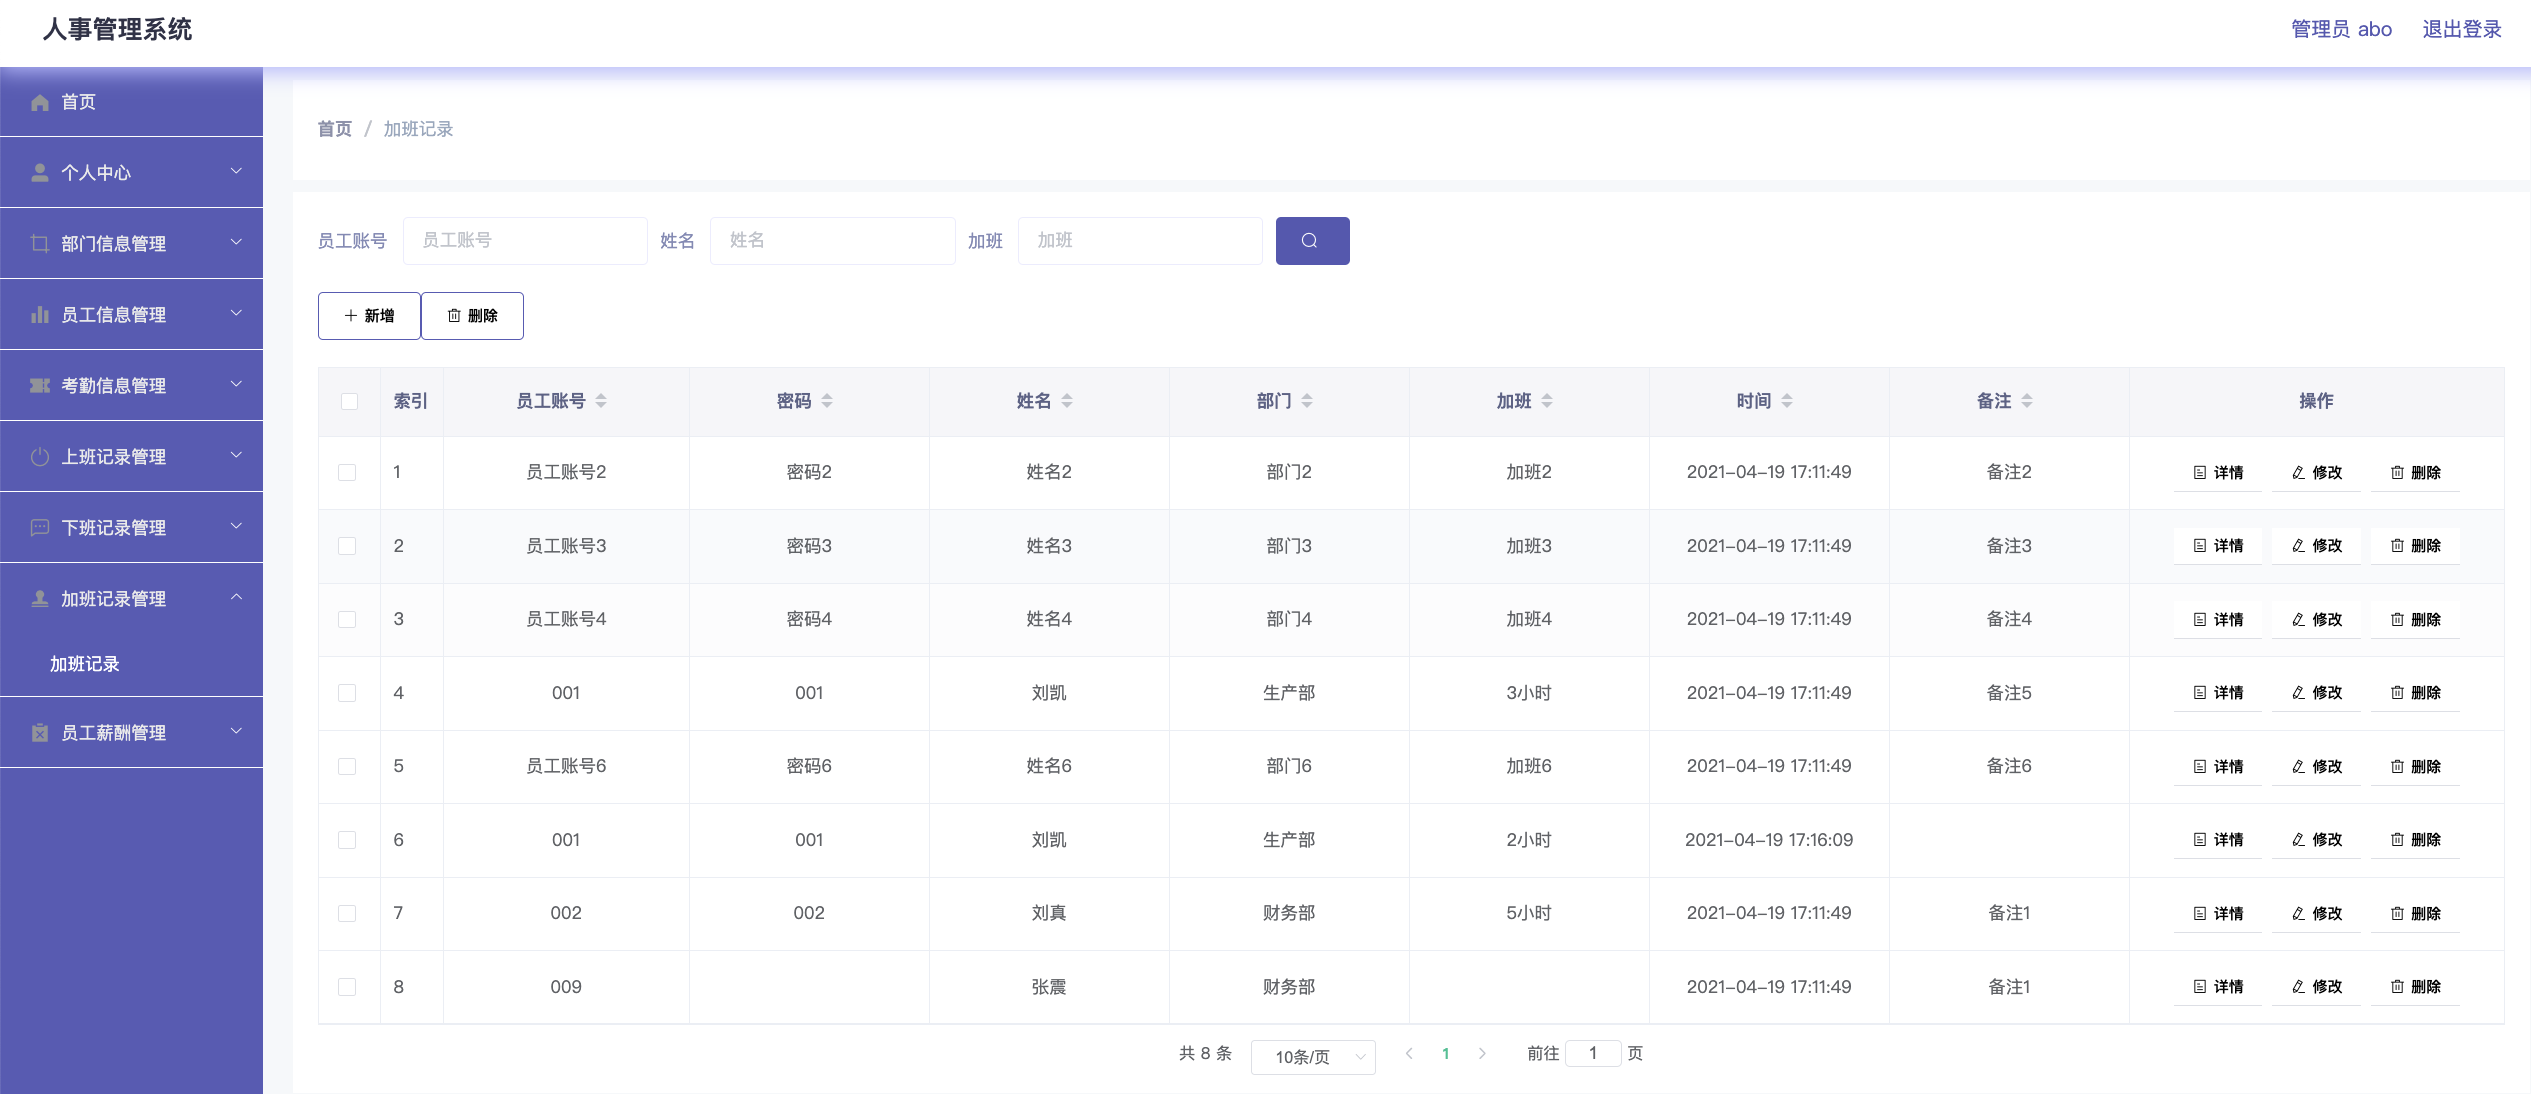 人事管理系统
管理员 abo 退出登录
首页
个人中心
部门信息管理
员工信息管理
考勤信息管理
上班记录管理
下班记录管理
加班记录管理
加班记录
员工薪酬管理
首页 / 加班记录
员工账号 员工账号 姓名 姓名 加班 加班
新增 删除
索引 员工账号 密码 姓名 部门 加班 时间 备注 操作
1 员工账号2 密码2 姓名2 部门2 加班2 2021-04-19 17:11:49 备注2 详情 修改 删除
2 员工账号3 密码3 姓名3 部门3 加班3 2021-04-19 17:11:49 备注3 详情 修改 删除
3 员工账号4 密码4 姓名4 部门4 加班4 2021-04-19 17:11:49 备注4 详情 修改 删除
4 001 001 刘凯 生产部 3小时 2021-04-19 17:11:49 备注5 详情 修改 删除
5 员工账号6 密码6 姓名6 部门6 加班6 2021-04-19 17:11:49 备注6 详情 修改 删除
6 001 001 刘凯 生产部 2小时 2021-04-19 17:16:09 详情 修改 删除
7 002 002 刘真 财务部 5小时 2021-04-19 17:11:49 备注1 详情 修改 删除
8 009 张震 财务部 2021-04-19 17:11:49 备注1 详情 修改 删除
共 8 条 10条/页 1 前往 1 页